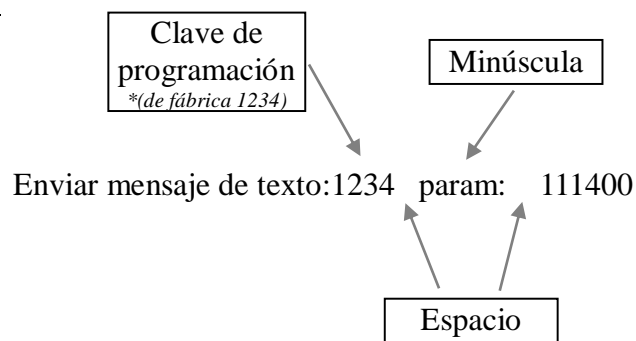 Clave de
programación
*(de fábrica 1234)
Minúscula
Enviar mensaje de texto:1234 param: 111400
Espacio